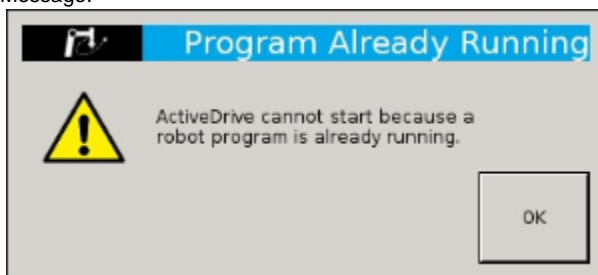 Message:
Program Already Running
ActiveDrive cannot start because a
robot program is already running.
OK